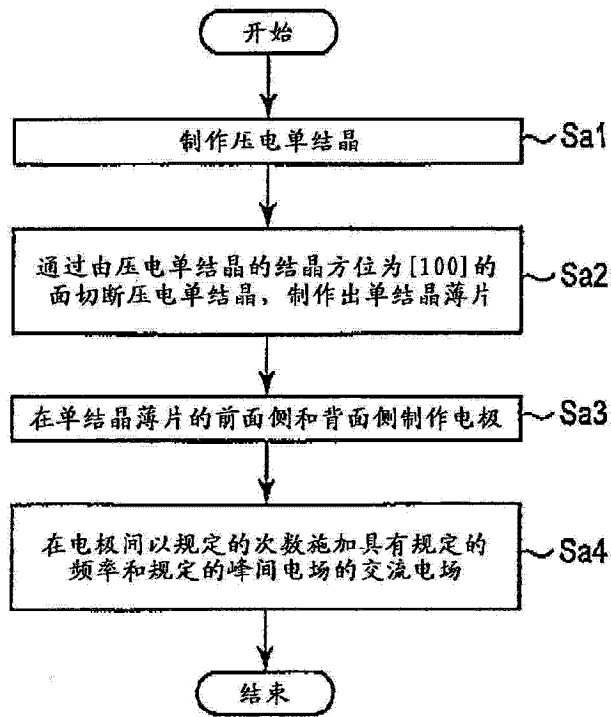 开始
制作压电单结晶
Sa1
通过由压电单结晶的结晶方位为[100]的
面切断压电单结晶，制作出单结晶薄片
Sa2
在单结晶薄片的前面侧和背面侧制作电极
Sa3
在电极间以规定的次数施加具有规定的
频率和规定的峰间电场的交流电场
Sa4
结束